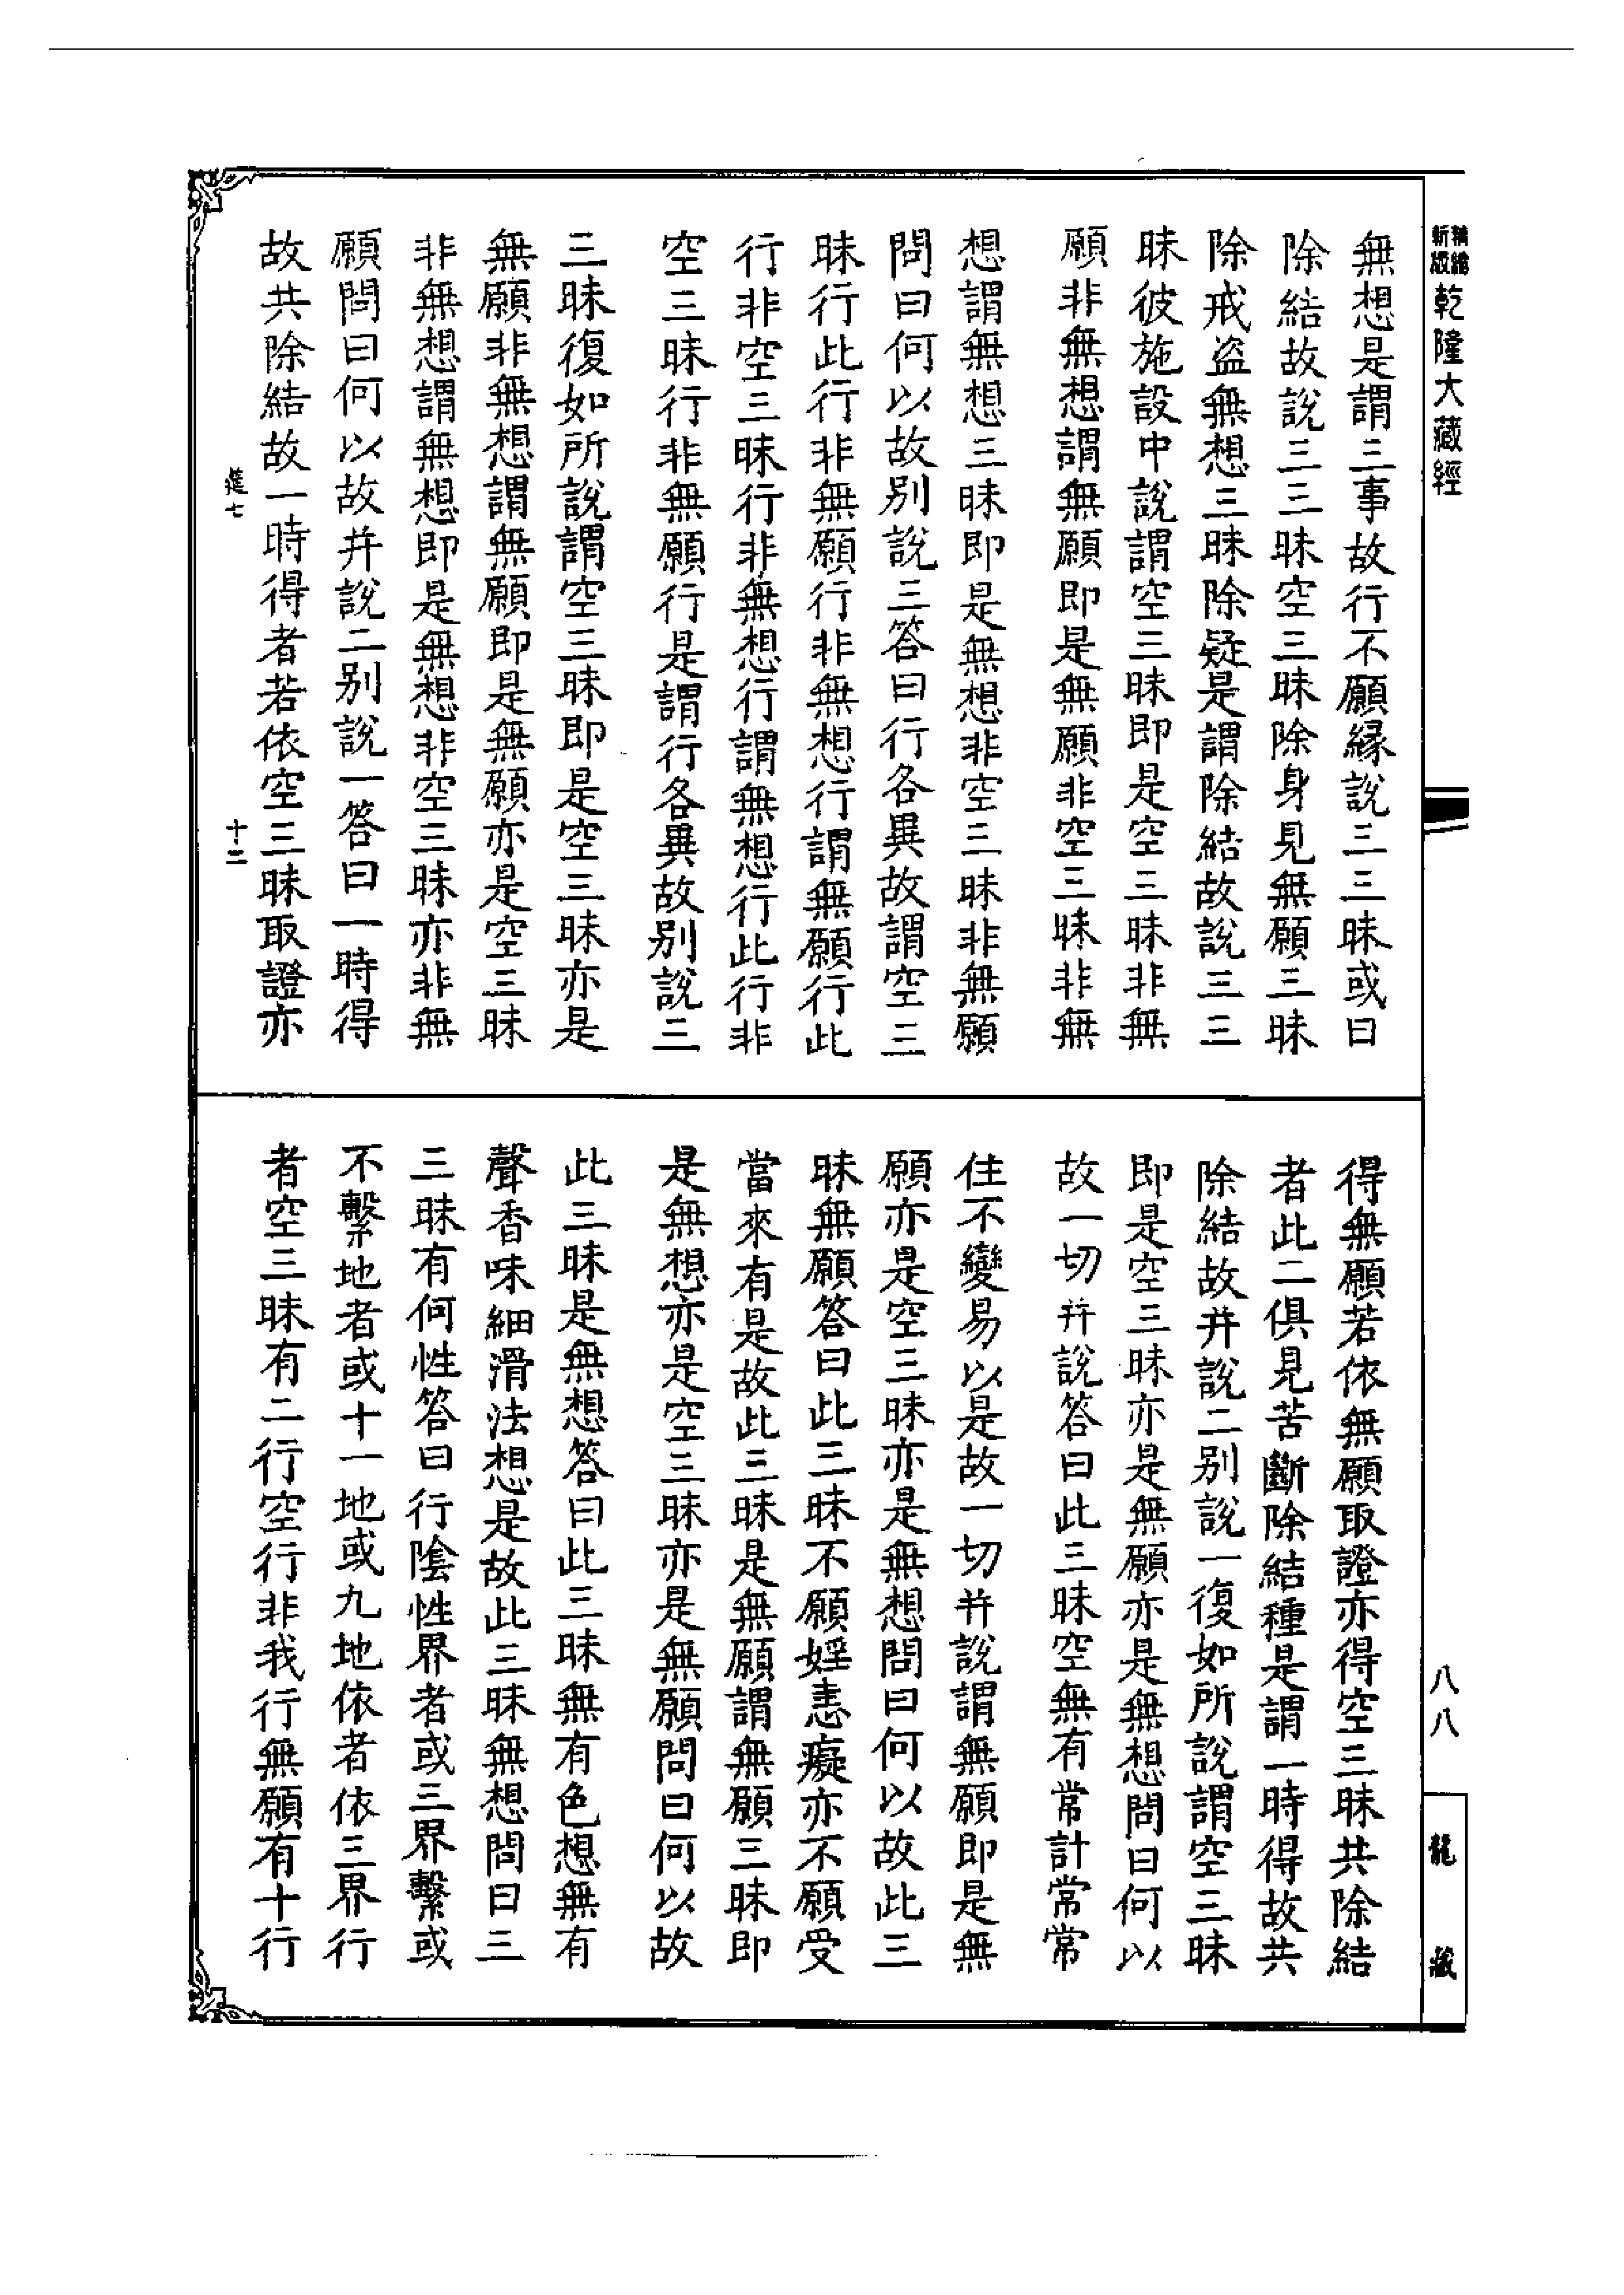 新版精縮乾隆大藏經
無想是謂三事故行不願緣說三三昧或曰
除結故說三三昧空三昧除身見無願三昧
除戒盜無想三昧除疑是謂除結故說三三
昧彼施設中說謂空三昧即是空三昧非無
願非無想謂無願即是無願非空三昧非無
想謂無想三昧即是無想非空三昧非無願
問曰何以故別說三答曰行各異故謂空三
昧行此行非無願行非無想行謂無願行此
行非空三昧行非無想行謂無想行此行非
空三昧行非無願行是謂行各異故別說三
三昧復如所說謂空三昧即是空三昧亦是
無願非無想謂無願即是無願亦是空三昧
非無想謂無想即是無想非空三昧亦非無
願問曰何以故并說二別說一答曰一時得
故共除結故一時得者若依空三昧取證亦
十二
得無願若依無願取證亦得空三昧共除結
者此二俱見苦斷除結種是謂一時得故共
除結故并說二別說一復如所說謂空三昧
即是空三昧亦是無願亦是無想問曰何以
故一切并說答曰此三昧空無有常計常常
住不變易以是故一切并說謂無願即是無
願亦是空三昧亦是無想問曰何以故此三
昧無願答曰此三昧不願婬恚癡亦不願受
當來有是故此三昧是無願謂無願三昧即
是無想亦是空三昧亦是無願問曰何以故
此三昧是無想答曰此三昧無有色想無有
聲香味細滑法想是故此三昧無想問曰三
三昧有何性答曰行陰性界者或三界繫或
不繫地者或十一地或九地依者依三界行
者空三昧有二行空行非我行無願有十行
八八
龍藏